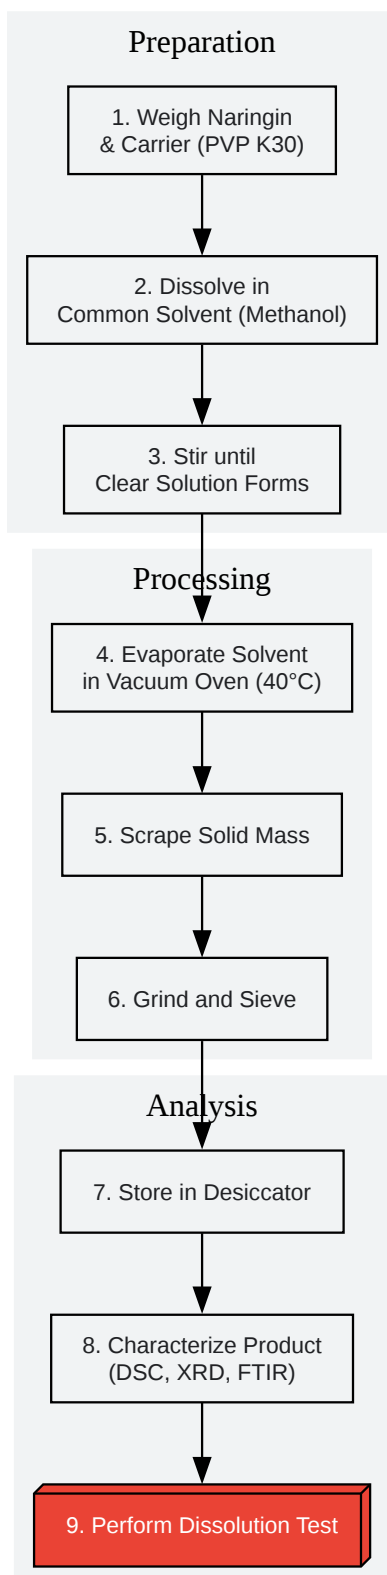 Preparation
1. Weigh Naringin
& Carrier (PVP K30)
2. Dissolve in
Common Solvent (Methanol)
3. Stir until
Clear Solution Forms
Processing
4. Evaporate Solvent
in Vacuum Oven (40°C)
5. Scrape Solid Mass
6. Grind and Sieve
Analysis
7. Store in Desiccator
8. Characterize Product
(DSC, XRD, FTIR)
9. Perform Dissolution Test